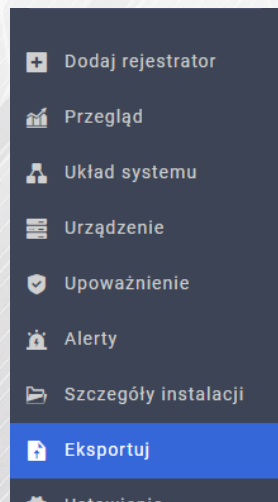 Dodaj rejestrator
Przegląd
Układ systemu
Urządzenie
Upoważnienie
Alerty
Szczegóły instalacji
Eksportuj